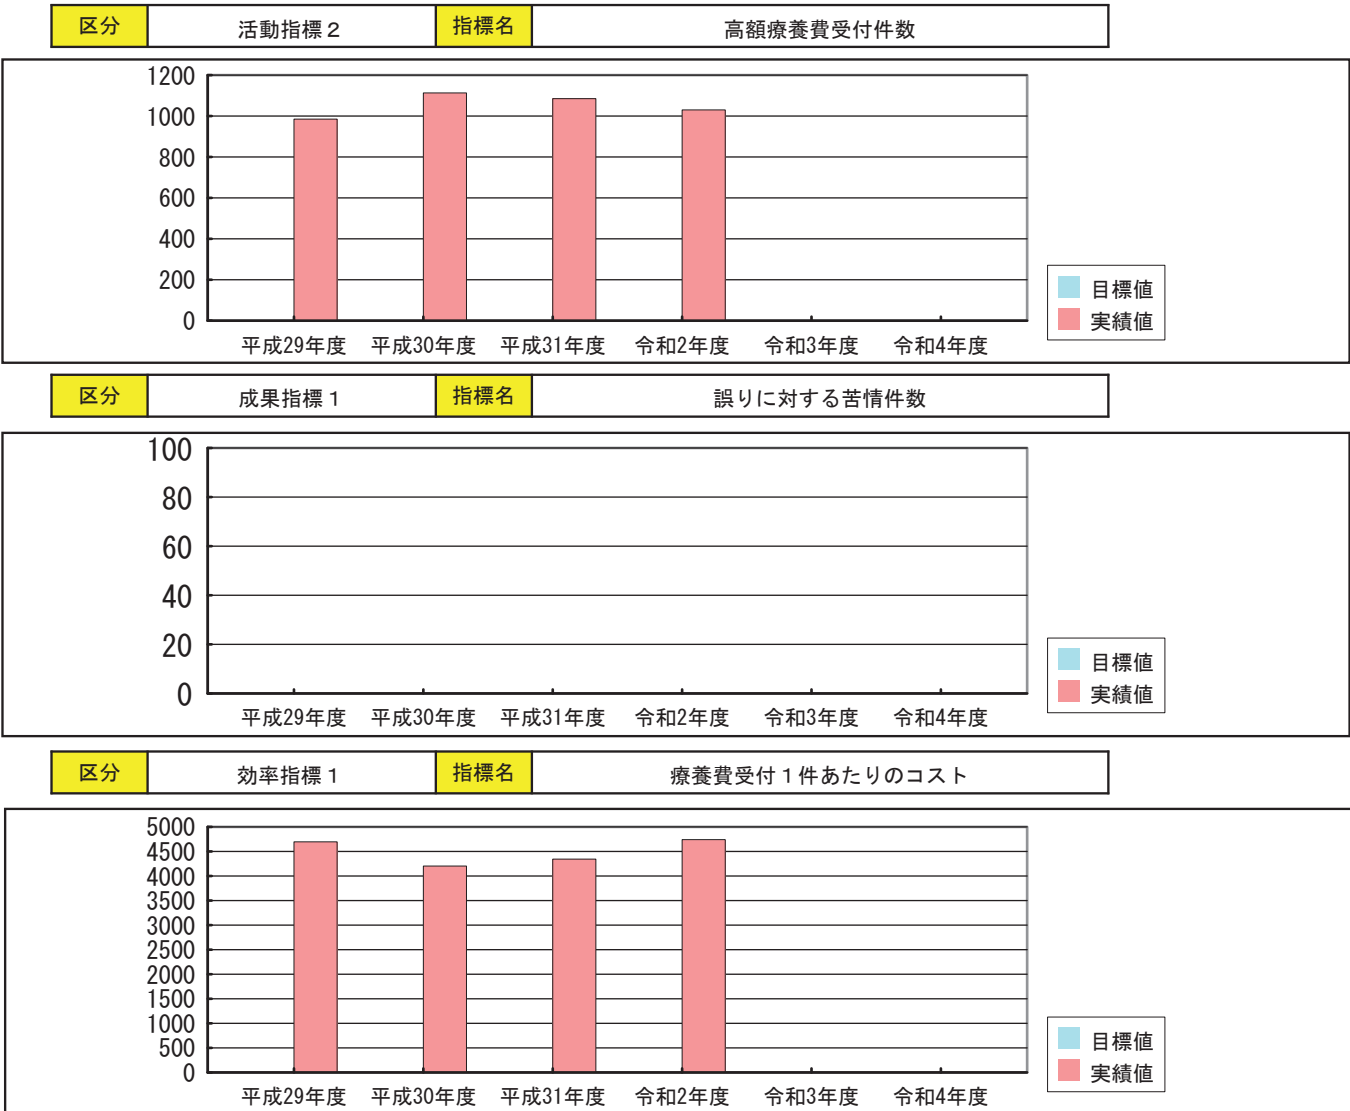 区分 活動指標２ 指標名 高額療養費受付件数
1200
1000
800
600
400
200
0
平成29年度 平成30年度 平成31年度 令和2年度 令和3年度 令和4年度
目標値
実績値
区分 成果指標１ 指標名 誤りに対する苦情件数
100
80
60
40
20
0
平成29年度 平成30年度 平成31年度 令和2年度 令和3年度 令和4年度
目標値
実績値
区分 効率指標１ 指標名 療養費受付１件あたりのコスト
5000
4500
4000
3500
3000
2500
2000
1500
1000
500
0
平成29年度 平成30年度 平成31年度 令和2年度 令和3年度 令和4年度
目標値
実績値